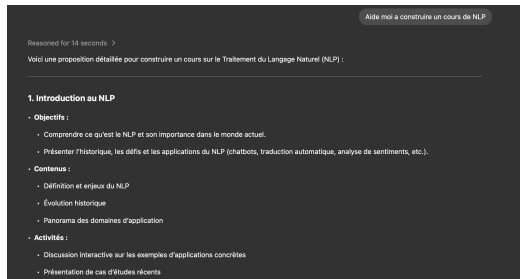 Aide moi a construire un cours de NLP
Reasoned for 14 seconds >
Voici une proposition détaillée pour construire un cours sur le Traitement du Langage Naturel (NLP) :
1. Introduction au NLP
• Objectifs :
• Comprendre ce qu'est le NLP et son importance dans le monde actuel.
• Présenter l'historique, les défis et les applications du NLP (chatbots, traduction automatique, analyse de sentiments, etc.).
• Contenus :
• Définition et enjeux du NLP
• Évolution historique
• Panorama des domaines d'application
• Activités :
• Discussion interactive sur les exemples d'applications concrètes
• Présentation de cas d'études récents